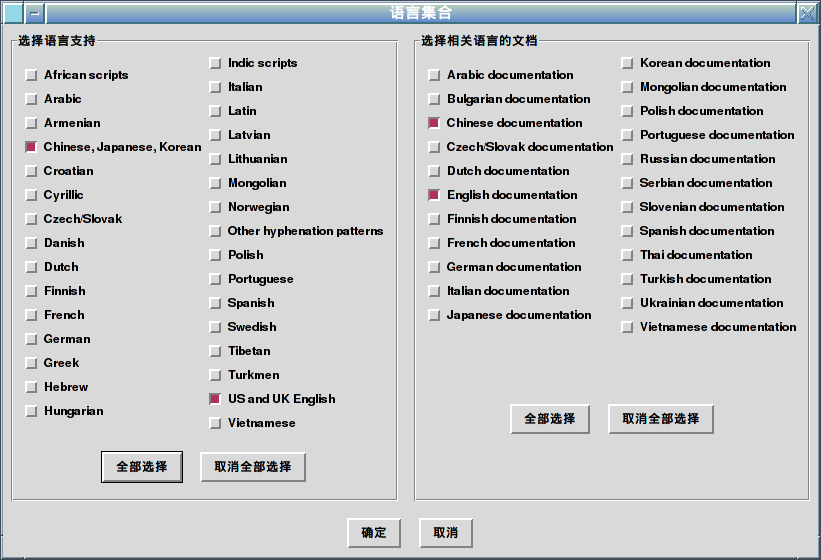 语言集合
选择语言支持
African scripts
Arabic
Armenian
Chinese, Japanese, Korean
Croatian
Cyrillic
Czech/Slovak
Danish
Dutch
Finnish
French
German
Greek
Hebrew
Hungarian
Indic scripts
Italian
Latin
Latvian
Lithuanian
Mongolian
Norwegian
Other hyphenation patterns
Polish
Portuguese
Spanish
Swedish
Tibetan
Turkmen
US and UK English
Vietnamese
全部选择
取消全部选择
选择相关语言的文档
Arabic documentation
Bulgarian documentation
Chinese documentation
Czech/Slovak documentation
Dutch documentation
English documentation
Finnish documentation
French documentation
German documentation
Italian documentation
Japanese documentation
Korean documentation
Mongolian documentation
Polish documentation
Portuguese documentation
Russian documentation
Serbian documentation
Slovenian documentation
Spanish documentation
Thai documentation
Turkish documentation
Ukrainian documentation
Vietnamese documentation
全部选择
取消全部选择
确定
取消